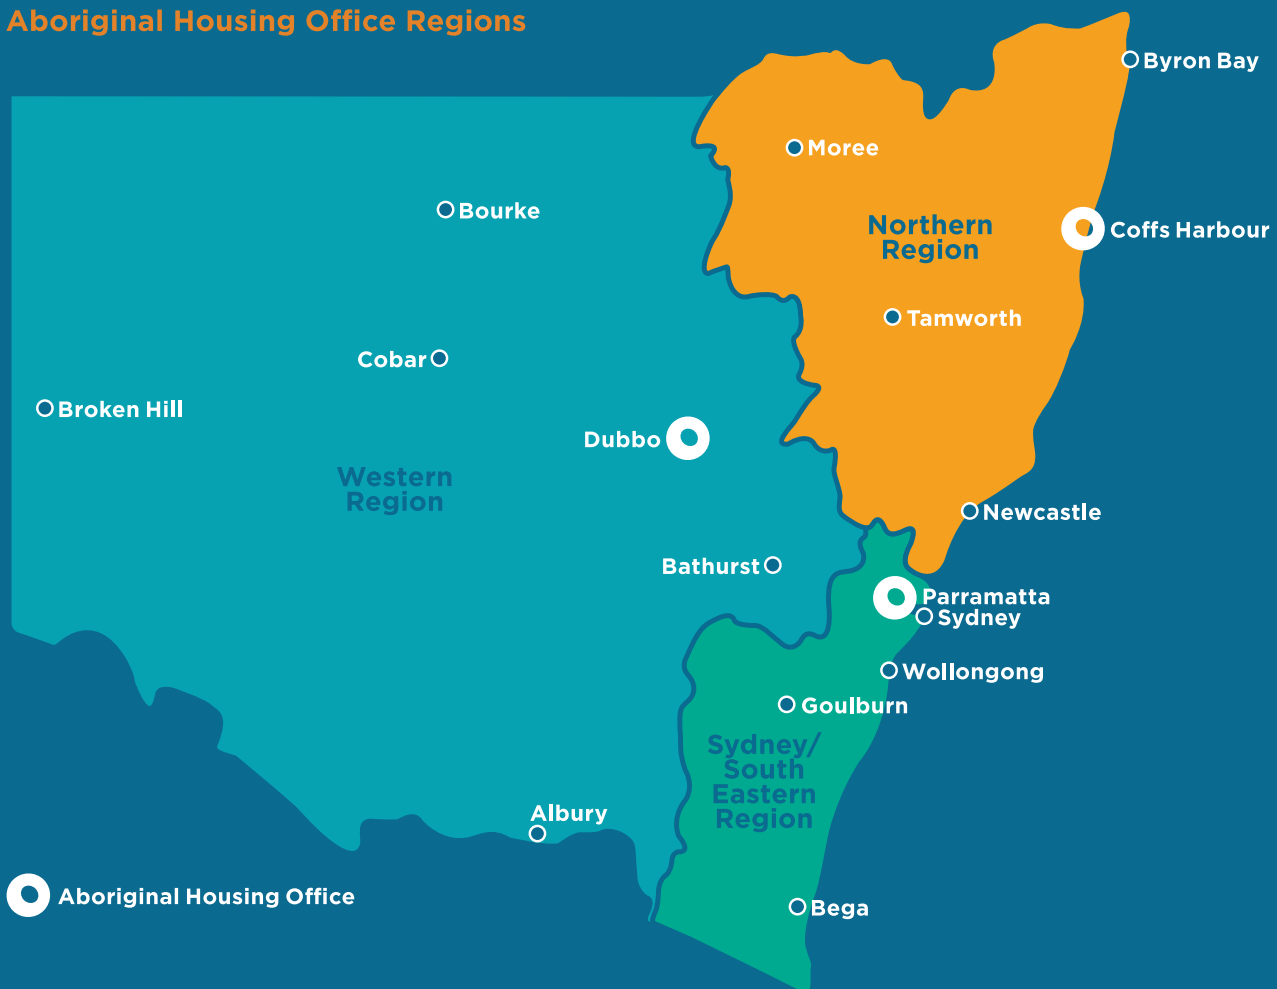 Aboriginal Housing Office Regions
Byron Bay
Moree
Bourke
Northern
Region
Coffs Harbour
Tamworth
Cobar
Broken Hill
Dubbo
Western
Region
Newcastle
Bathurst
Parramatta
Sydney
Wollongong
Goulburn
Sydney/
South
Eastern
Region
Albury
Aboriginal Housing Office
Bega